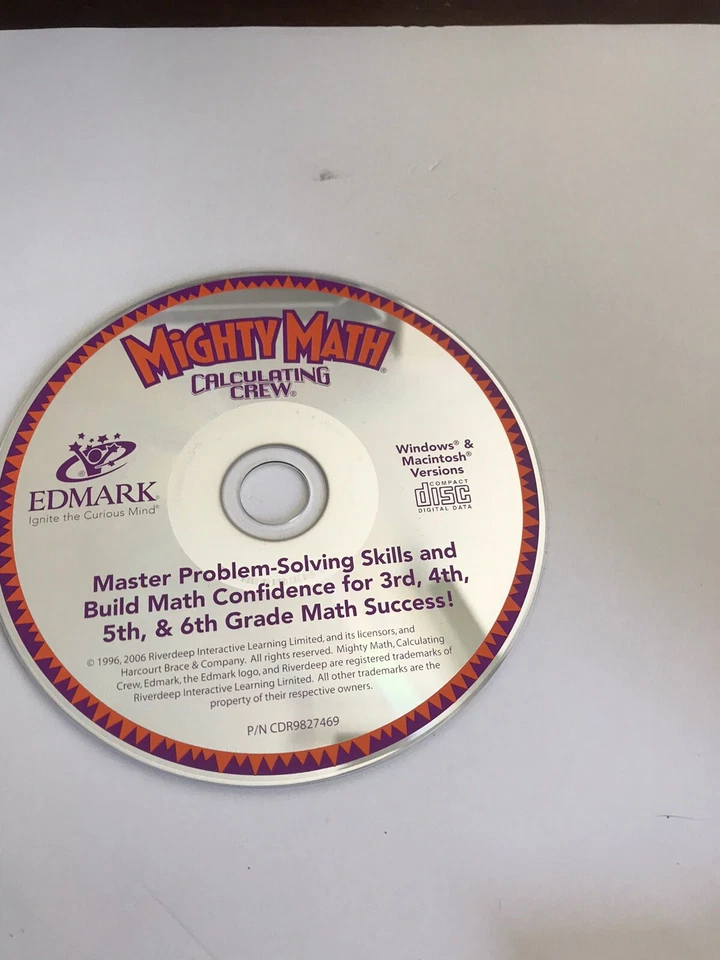 MiGHTY MATH®
CALCULATING
CREW®
EDMARK®
Ignite the Curious Mind®
Windows® &
Macintosh®
Versions
COMPACT
disc
DIGITAL DATA
Master Problem-Solving Skills and
Build Math Confidence for 3rd, 4th,
5th, & 6th Grade Math Success!
© 1996, 2006 Riverdeep Interactive Learning Limited, and its licensors, and
Harcourt Brace & Company. All rights reserved. Mighty Math, Calculating
Crew, Edmark, the Edmark logo, and Riverdeep are registered trademarks of
Riverdeep Interactive Learning Limited. All other trademarks are the
property of their respective owners.
P/N CDR9827469